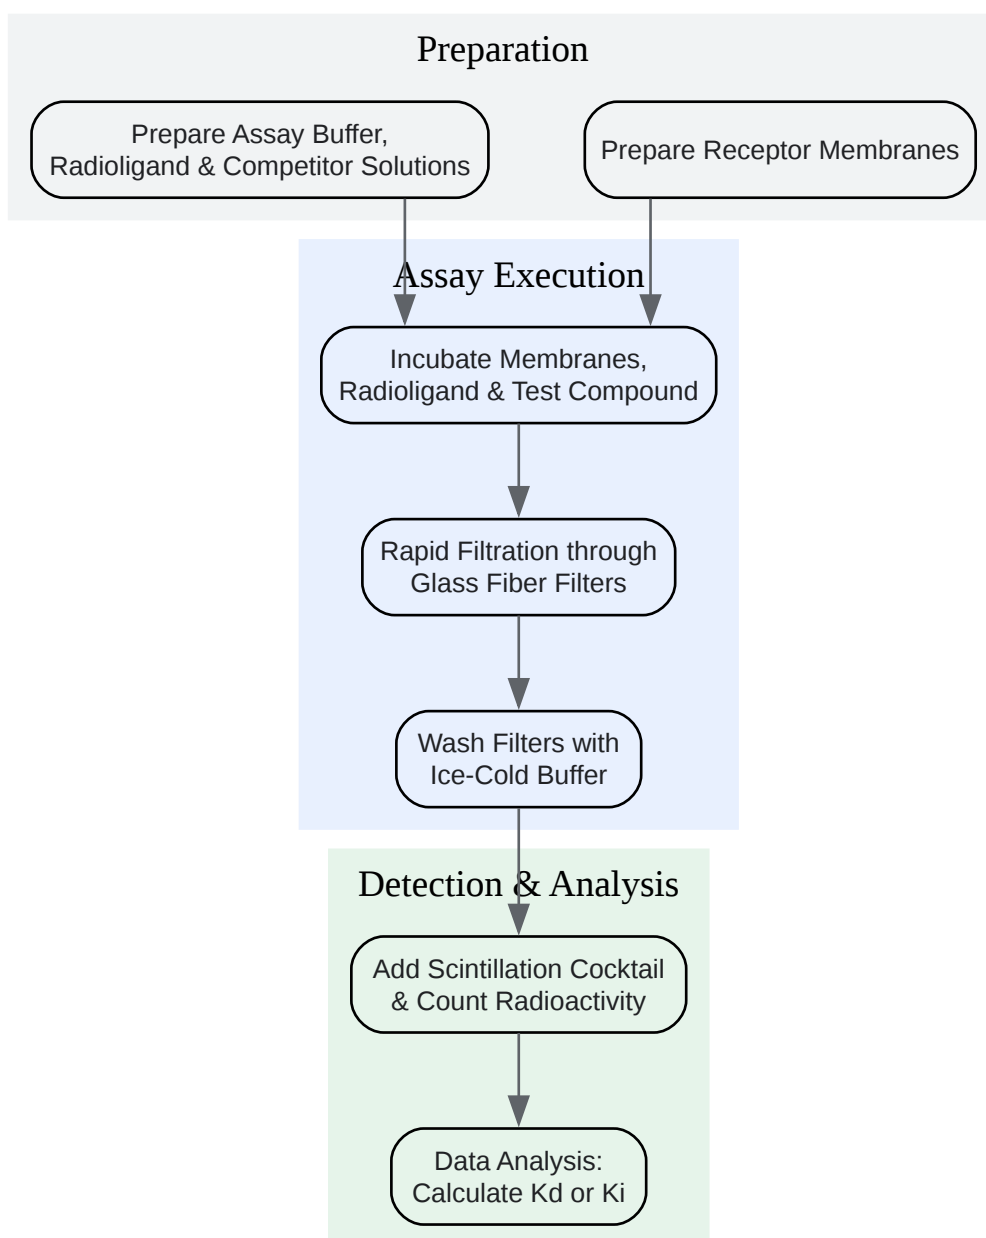 Preparation
Prepare Assay Buffer,
Radioligand & Competitor Solutions
Prepare Receptor Membranes
Assay Execution
Incubate Membranes,
Radioligand & Test Compound
Rapid Filtration through
Glass Fiber Filters
Wash Filters with
Ice-Cold Buffer
Detection & Analysis
Add Scintillation Cocktail
& Count Radioactivity
Data Analysis:
Calculate Kd or Ki